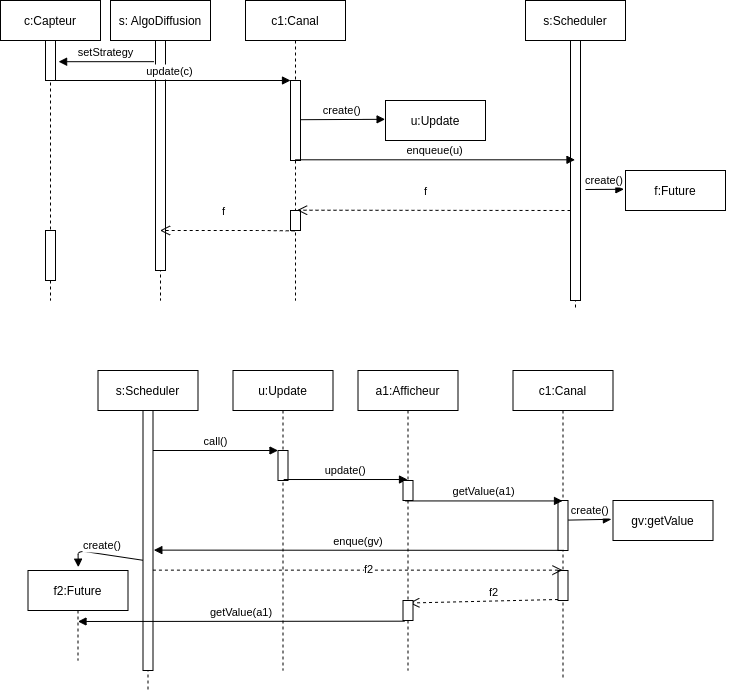 c:Capteur
s: AlgoDiffusion
c1:Canal
s:Scheduler
setStrategy
update(c)
create()
u:Update
enqueue(u)
create()
f:Future
f
f
s:Scheduler
u:Update
a1:Afficheur
c1:Canal
call()
update()
getValue(a1)
create()
gv:getValue
enque(gv)
create()
f2
f2:Future
f2
getValue(a1)